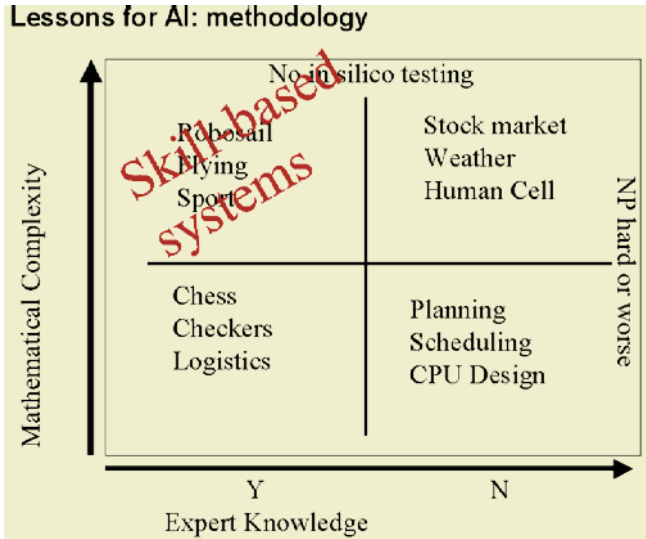 Lessons for AI: methodology
No in silico testing
Robosail
Flying
Sport
Skill-based
systems
Stock market
Weather
Human Cell
NP hard or worse
Mathematical Complexity
Chess
Checkers
Logistics
Planning
Scheduling
CPU Design
Y
N
Expert Knowledge